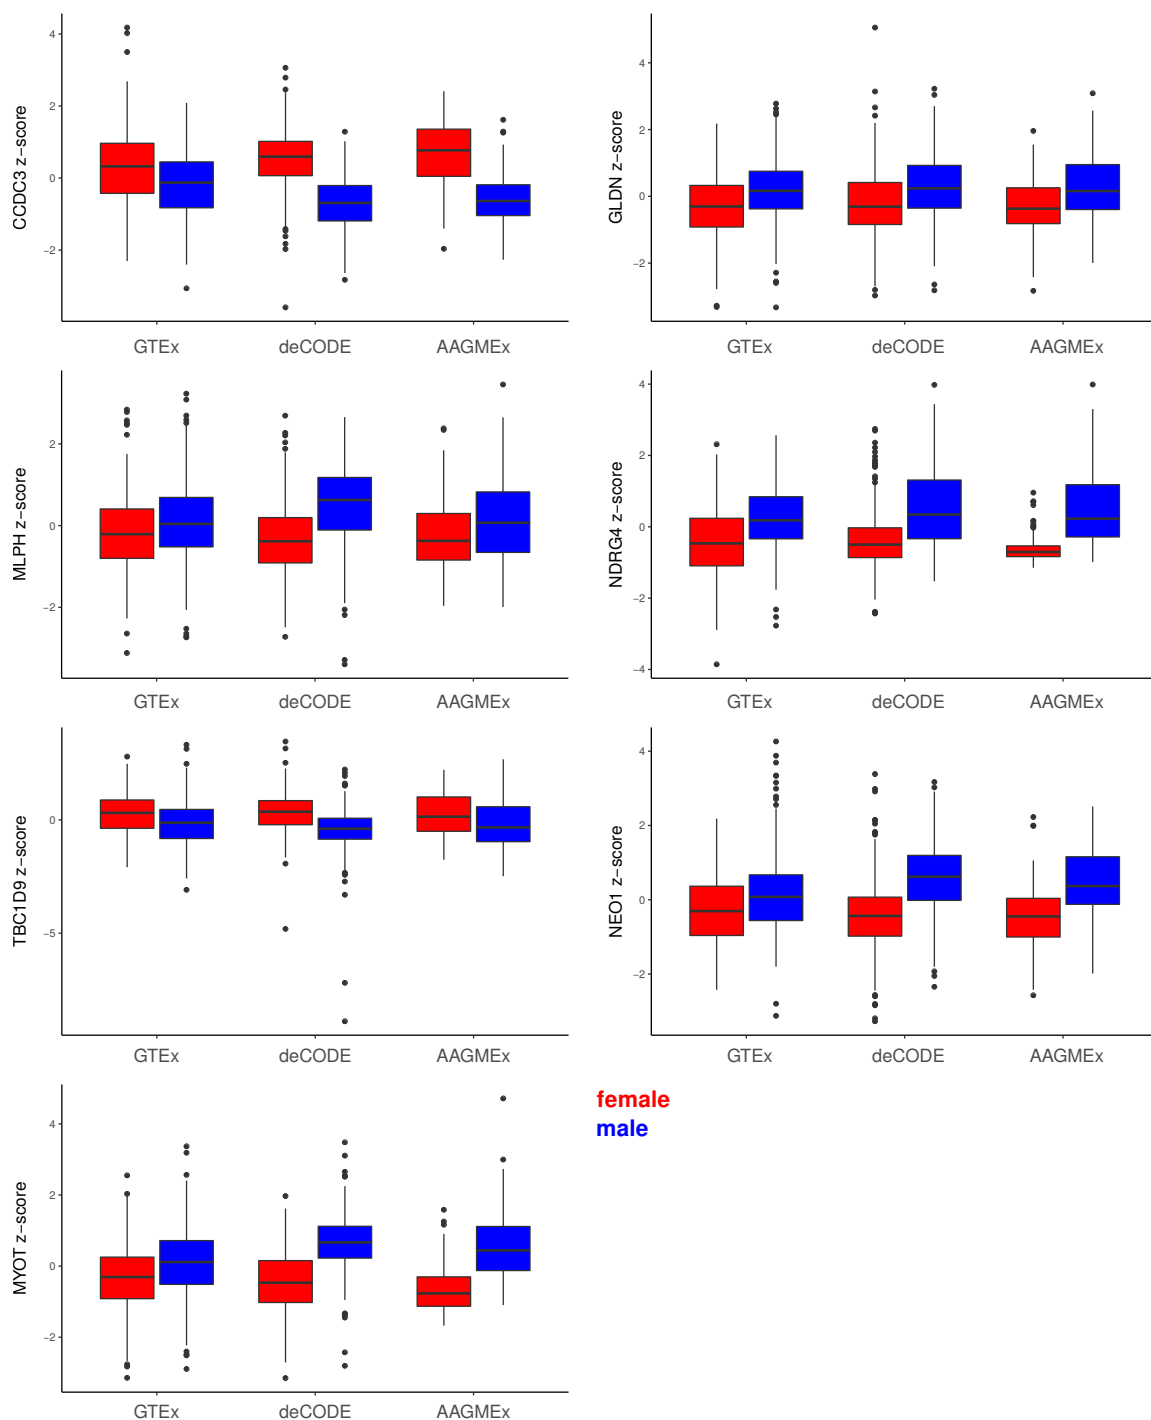 CCDC3 z−score
4
2
0
−2
GTEx deCODE AAGMEx
GLDN z−score
4
2
0
−2
GTEx deCODE AAGMEx
MLPH z−score
2
0
−2
GTEx deCODE AAGMEx
NDRG4 z−score
4
2
0
−2
−4
GTEx deCODE AAGMEx
TBC1D9 z−score
0
−5
GTEx deCODE AAGMEx
NEO1 z−score
4
2
0
−2
GTEx deCODE AAGMEx
MYOT z−score
4
2
0
−2
GTEx deCODE AAGMEx
female
male